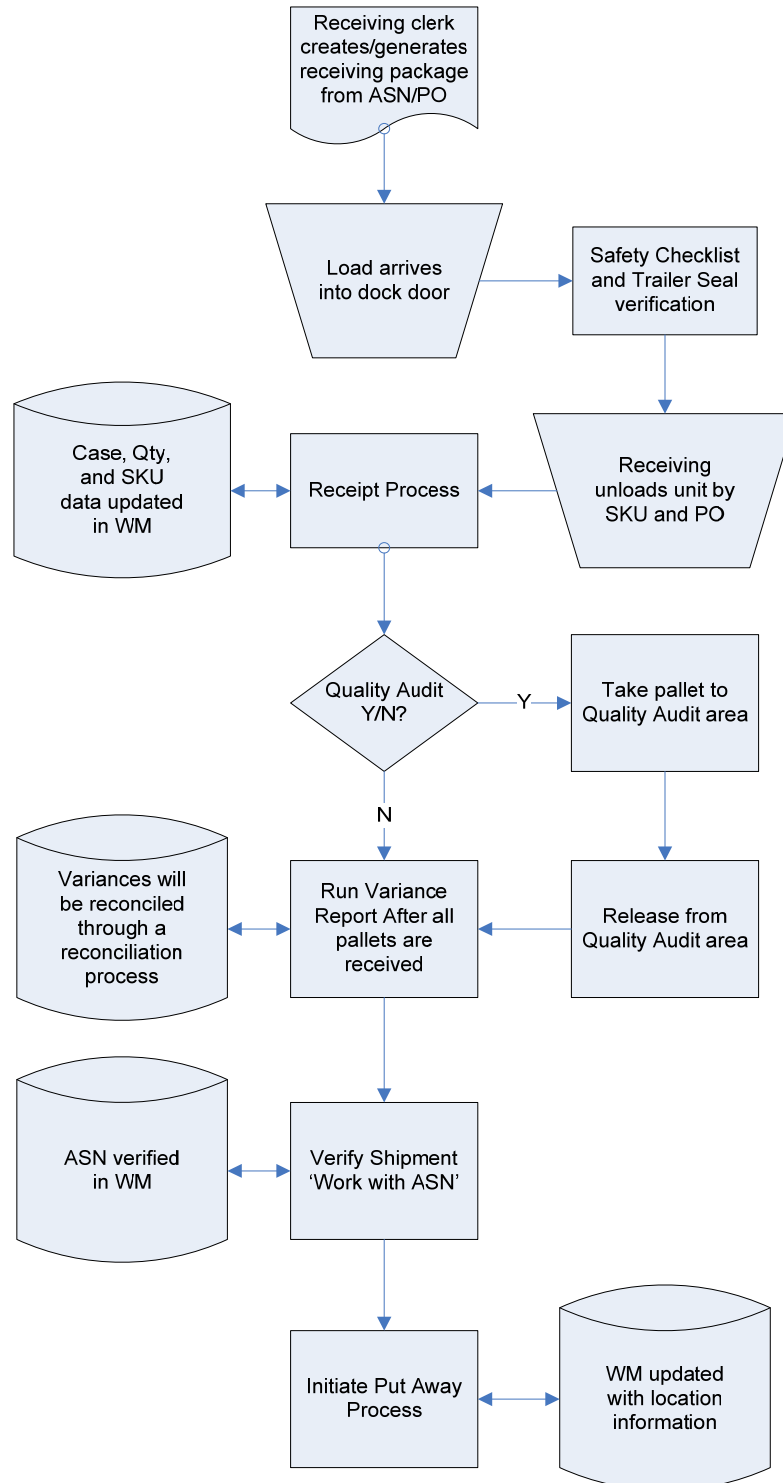 Receiving clerk
creates/generates
receiving package
from ASN/PO
Load arrives
into dock door
Safety Checklist
and Trailer Seal
verification
Case, Qty,
and SKU
data updated
in WM
Receipt Process
Receiving
unloads unit by
SKU and PO
Quality Audit
Y/N?
Y
Take pallet to
Quality Audit area
N
Variances will
be reconciled
through a
reconciliation
process
Run Variance
Report After all
pallets are
received
Release from
Quality Audit area
ASN verified
in WM
Verify Shipment
‘Work with ASN’
Initiate Put Away
Process
WM updated
with location
information